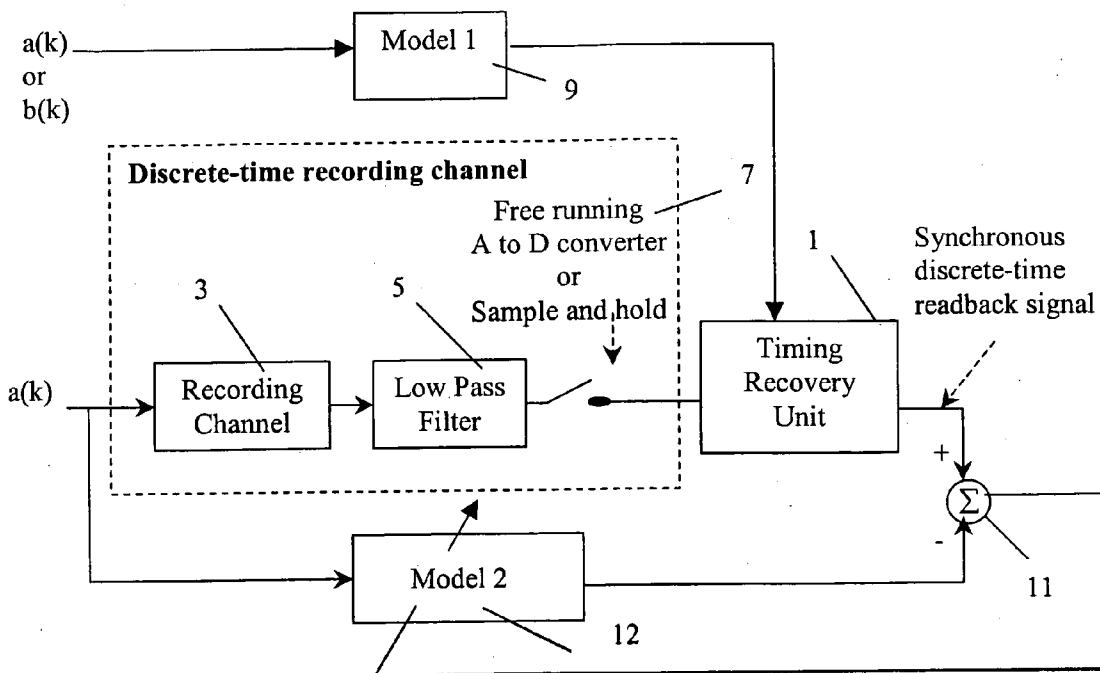 a(k)
or
b(k)
Model 1
9
Discrete-time recording channel
7
Free running
A to D converter
or
Sample and hold
1
Synchronous
discrete-time
readback signal
3
5
Timing
Recovery
Unit
a(k)
Recording
Channel
Low Pass
Filter
+
Σ
-
11
Model 2
12